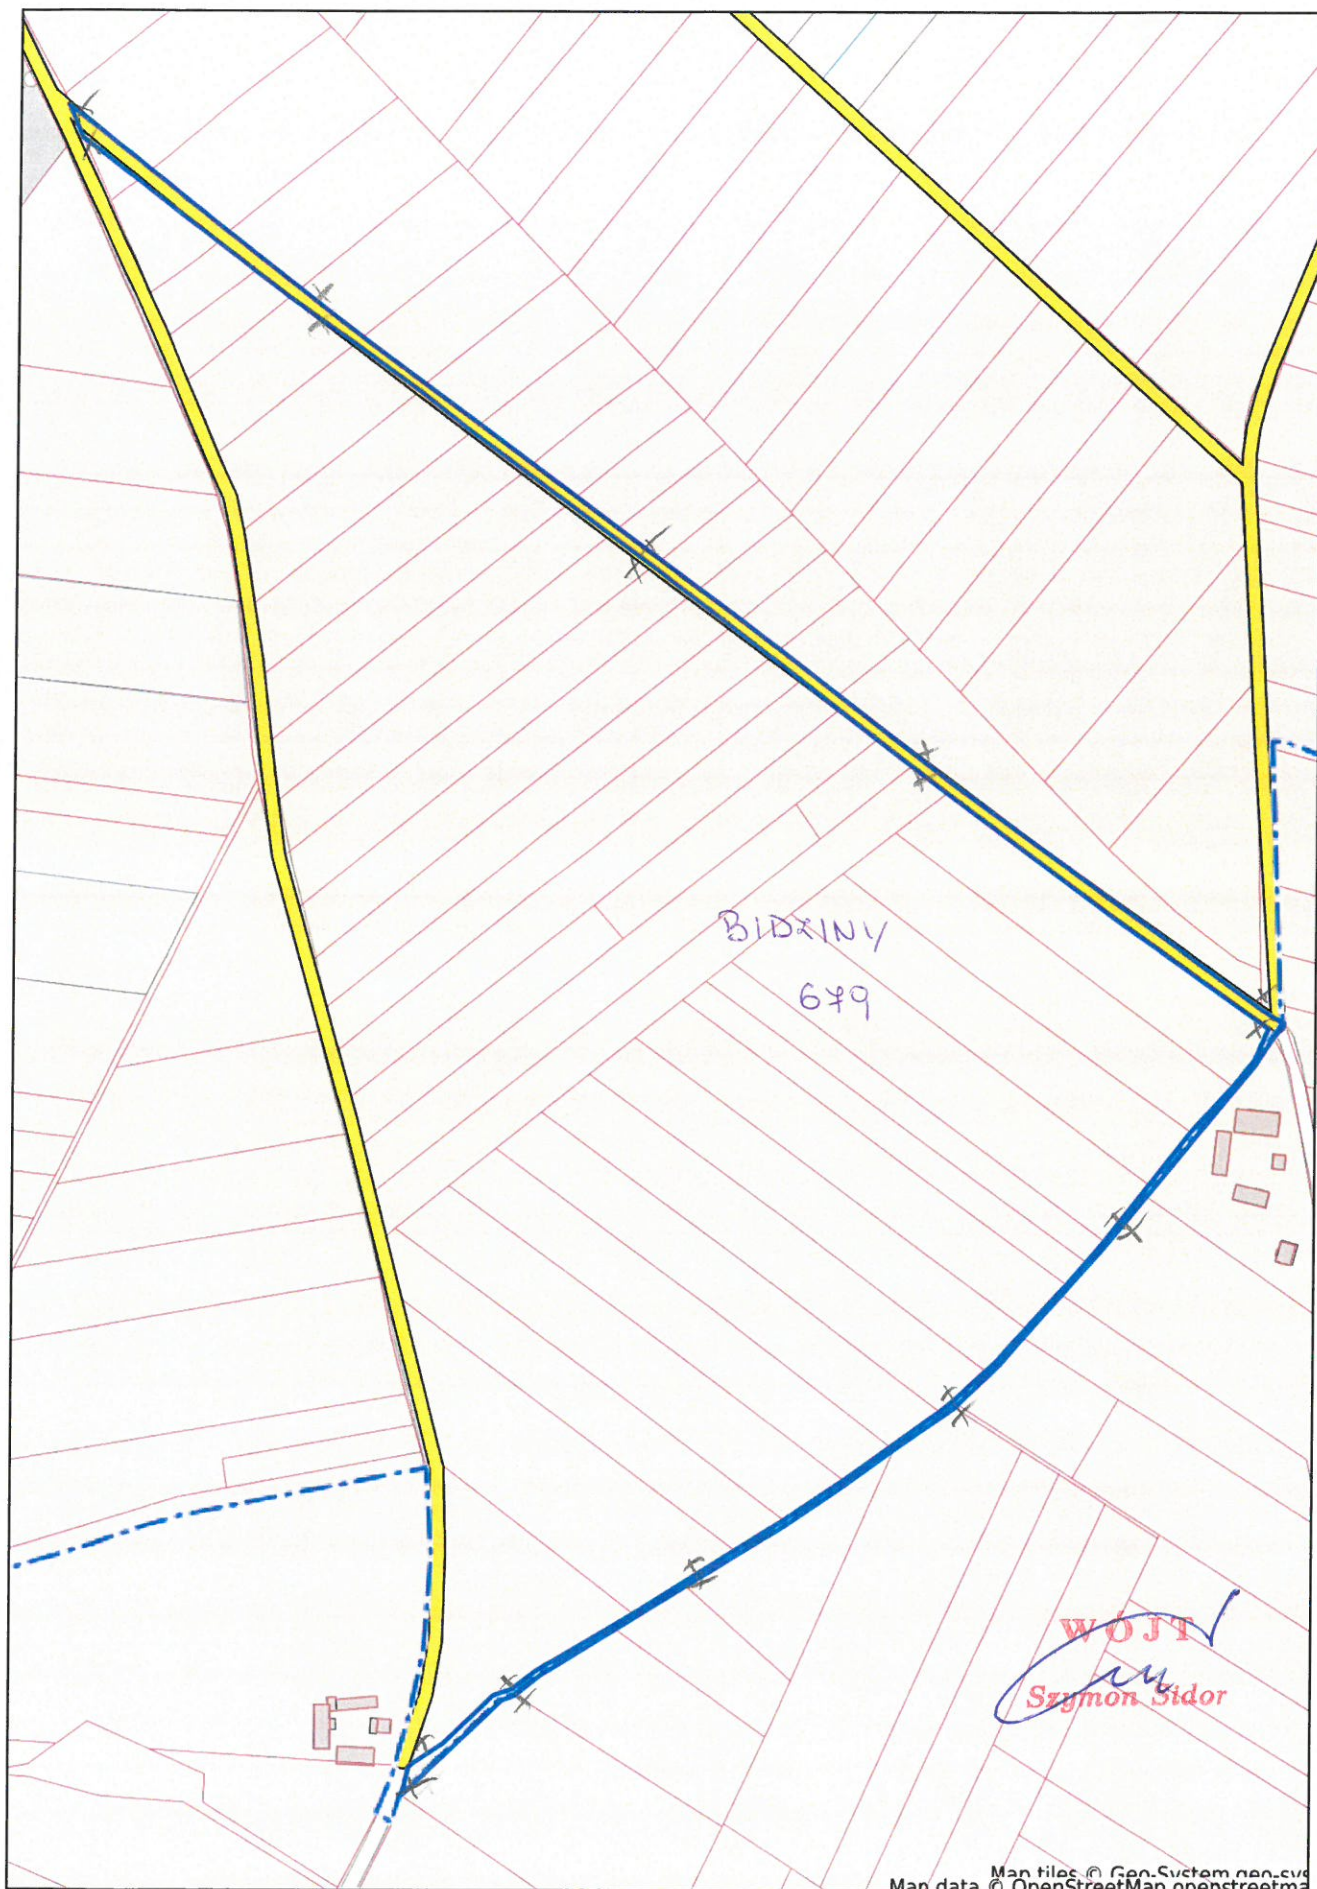 BIDZINY
679
WÓJT
Szymon Sidor
Map tiles © Geo-System geo-sys
Map data © OpenStreetMap openstreetma